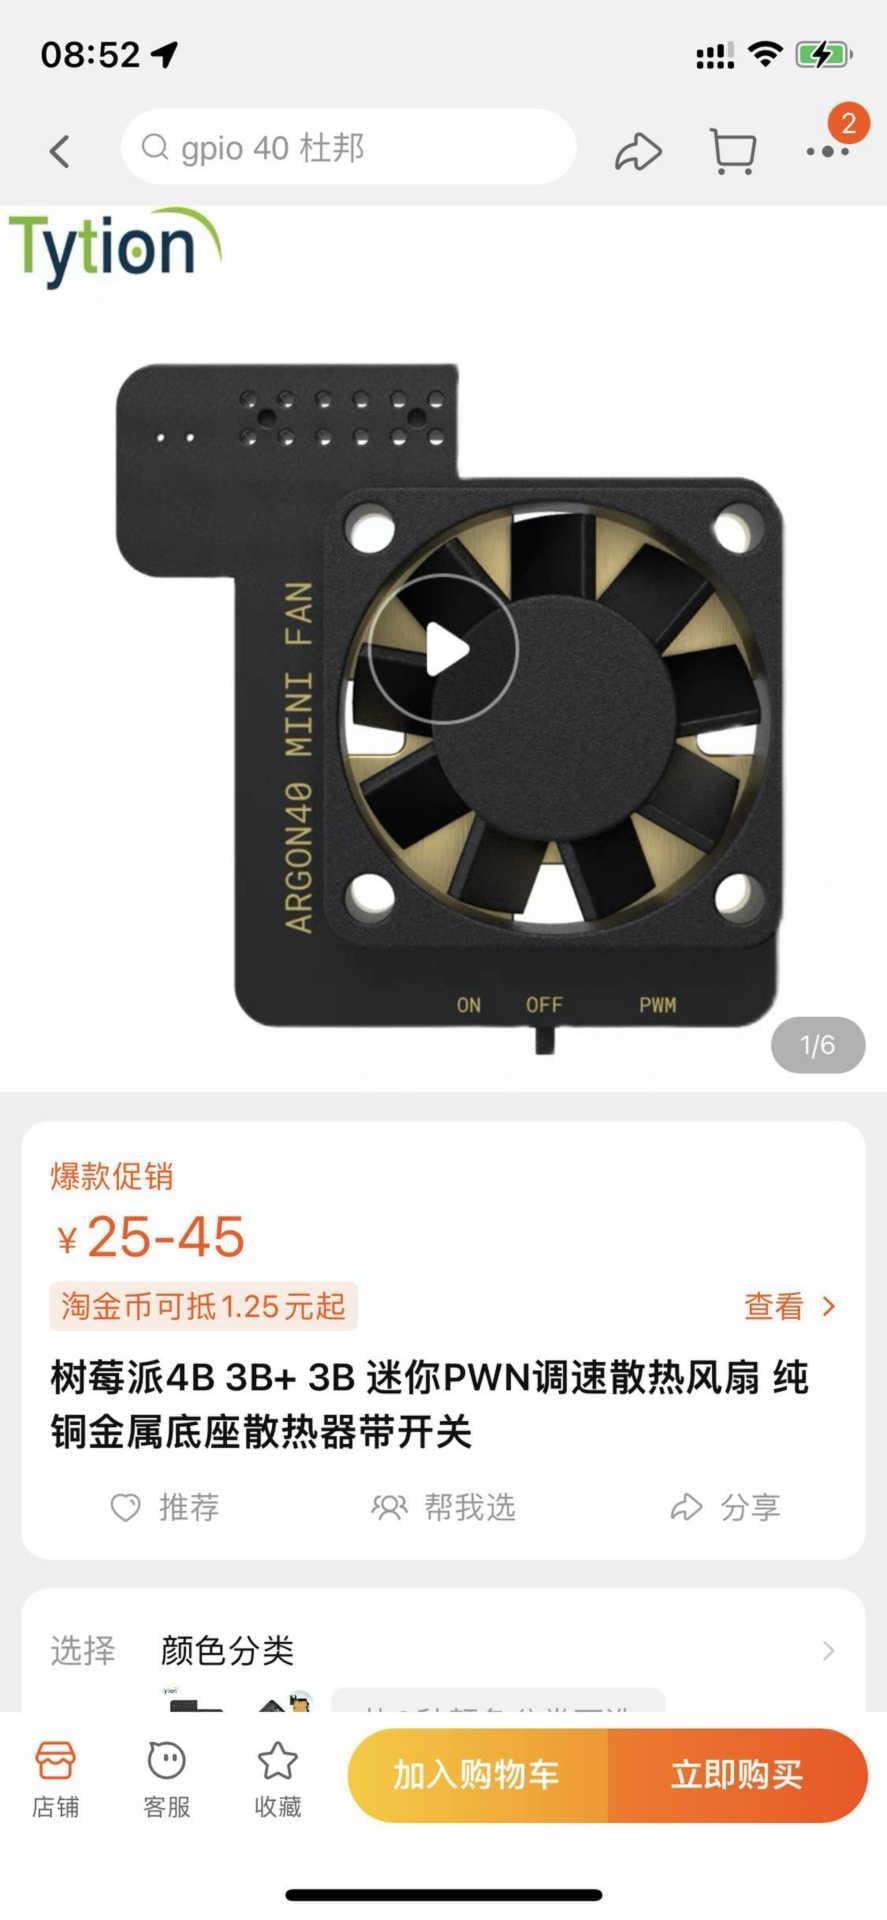 08:52
2
gpio 40 杜邦
Tytion
ARGON40 MINI FAN
ON OFF PWM
1/6
爆款促销
¥25-45
淘金币可抵1.25元起
查看
树莓派4B 3B+ 3B 迷你PWN调速散热风扇 纯
铜金属底座散热器带开关
推荐 帮我选 分享
选择 颜色分类
店铺 客服 收藏 加入购物车 立即购买